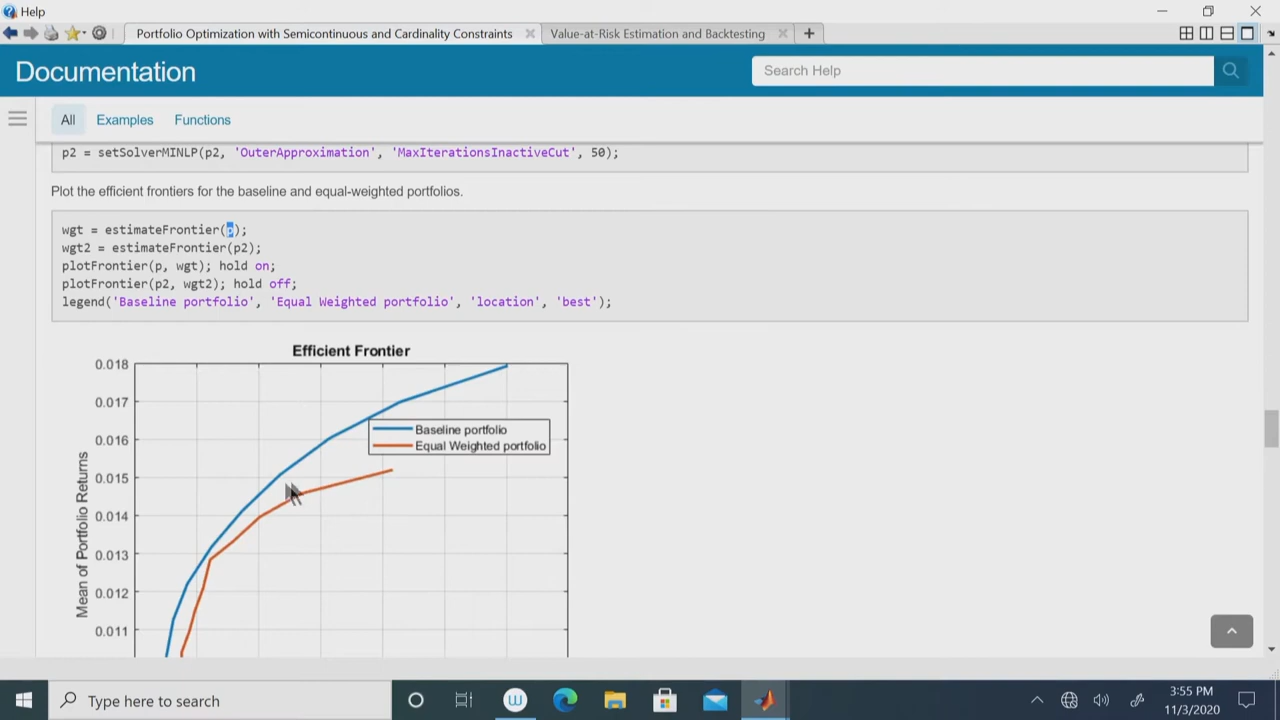 Help
Portfolio Optimization with Semicontinuous and Cardinality Constraints
Value-at-Risk Estimation and Backtesting
Documentation
Search Help
All
Examples
Functions
p2 = setSolverMINLP(p2, 'OuterApproximation', 'MaxIterationsInactiveCut', 50);
Plot the efficient frontiers for the baseline and equal-weighted portfolios.
wgt = estimateFrontier(p);
wgt2 = estimateFrontier(p2);
plotFrontier(p, wgt); hold on;
plotFrontier(p2, wgt2); hold off;
legend('Baseline portfolio', 'Equal Weighted portfolio', 'location', 'best');
Efficient Frontier
0.018
0.017
0.016
0.015
0.014
0.013
0.012
0.011
Mean of Portfolio Returns
Baseline portfolio
Equal Weighted portfolio
Type here to search
3:55 PM
11/3/2020